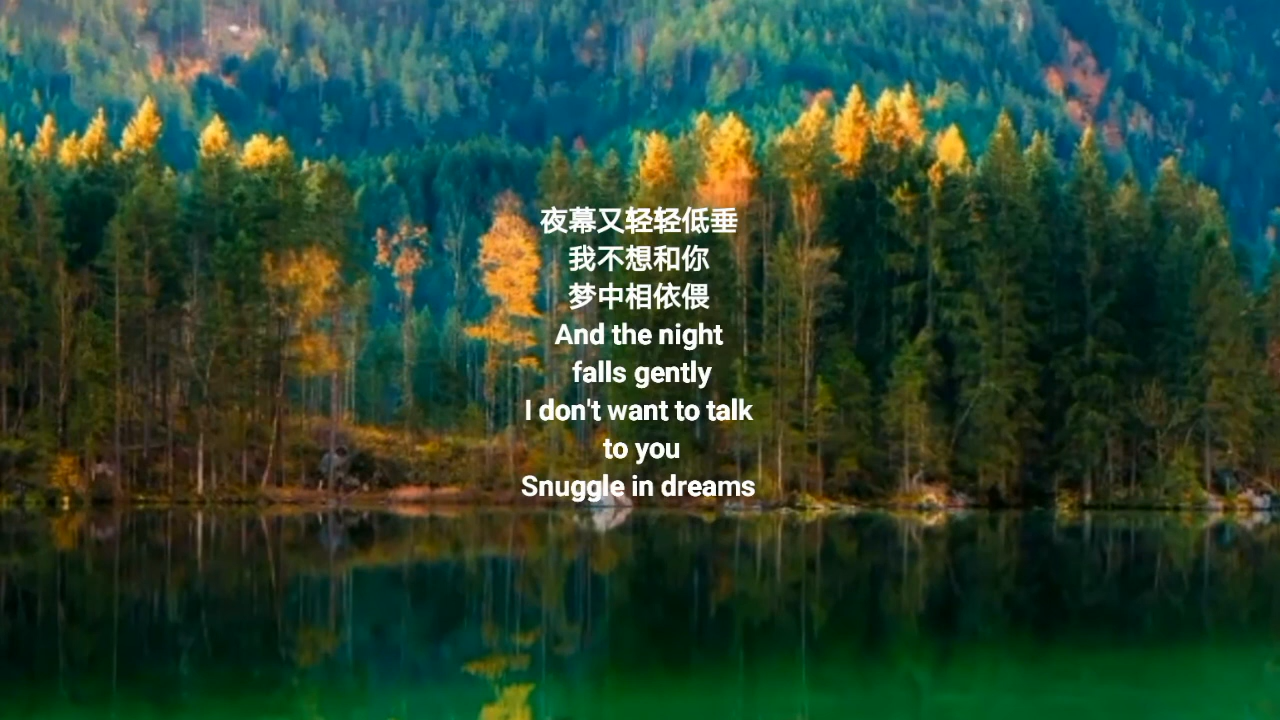 夜幕又轻轻低垂
我不想和你
梦中相依偎
And the night
falls gently
I don't want to talk
to you
Snuggle in dreams